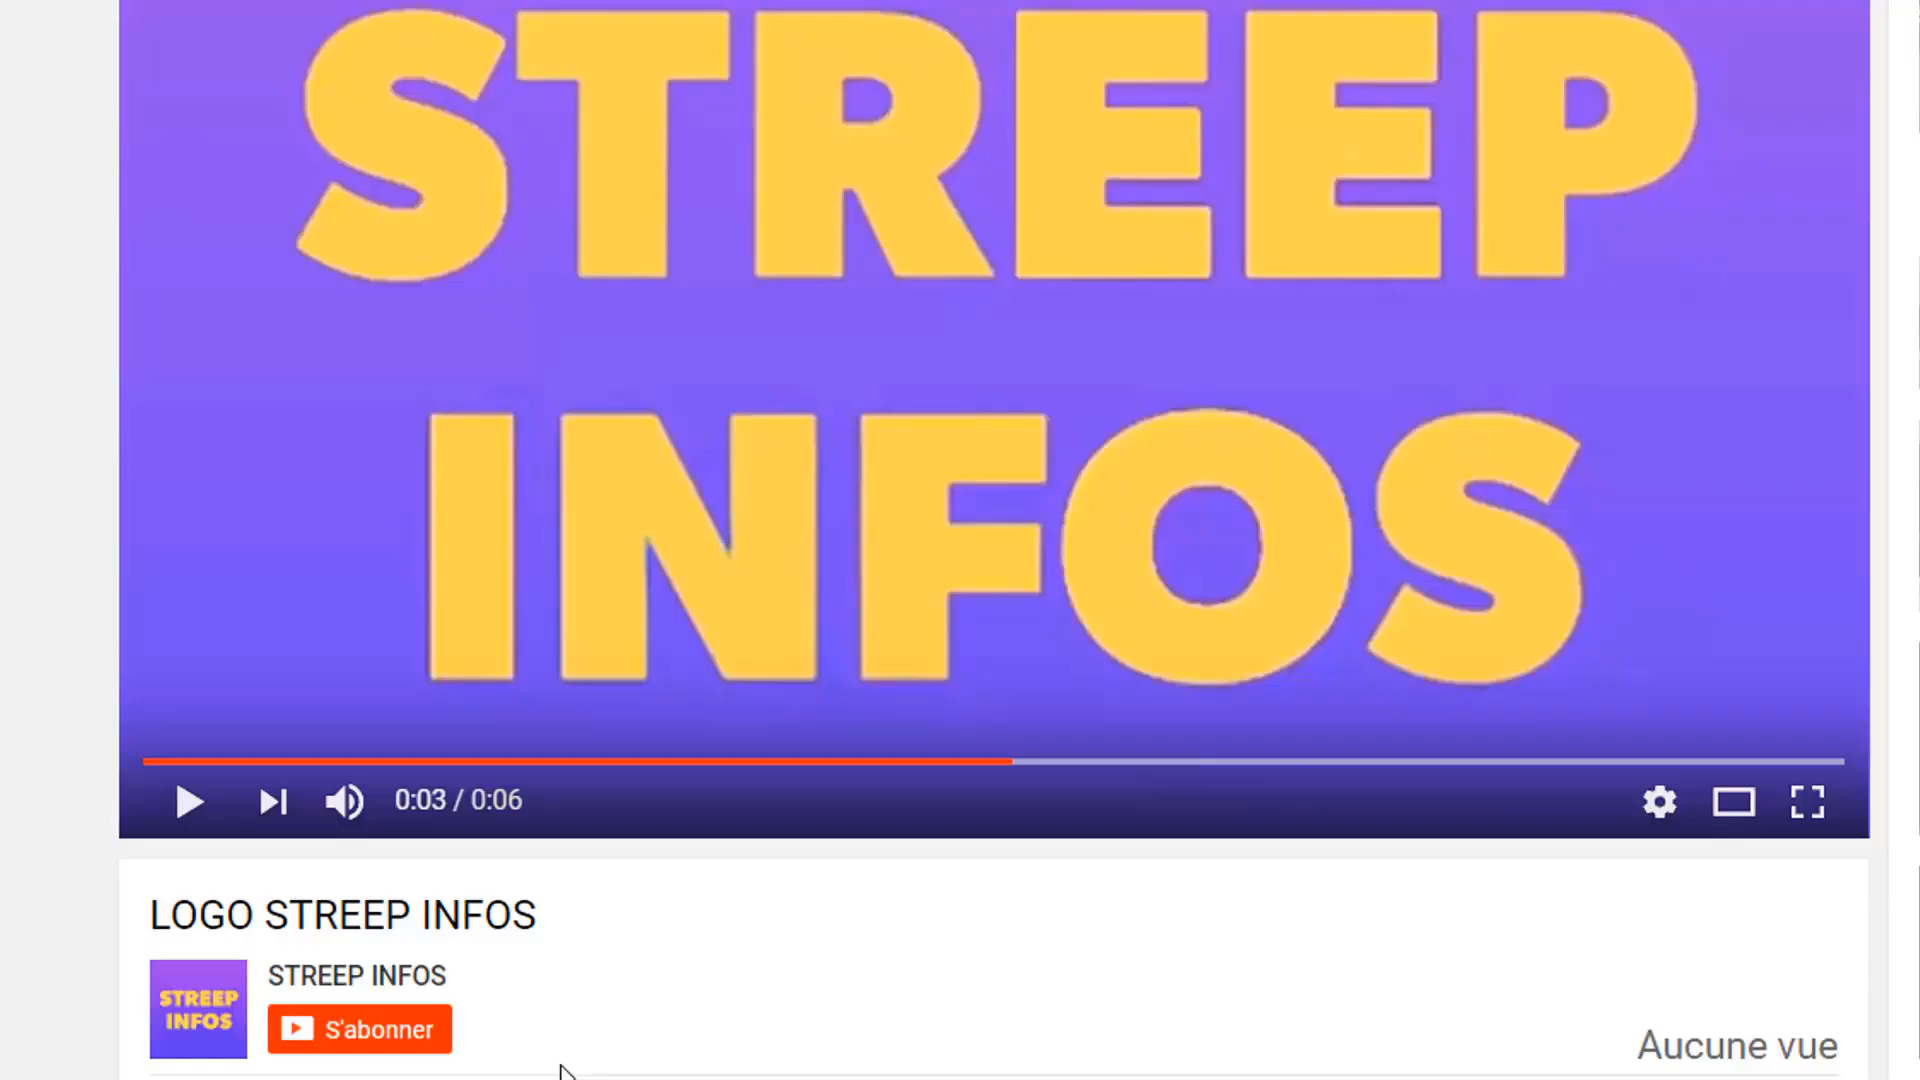 STREEP
INFOS
0:03 / 0:06
LOGO STREEP INFOS
STREEP INFOS
STREEP
INFOS
S'abonner
Aucune vue